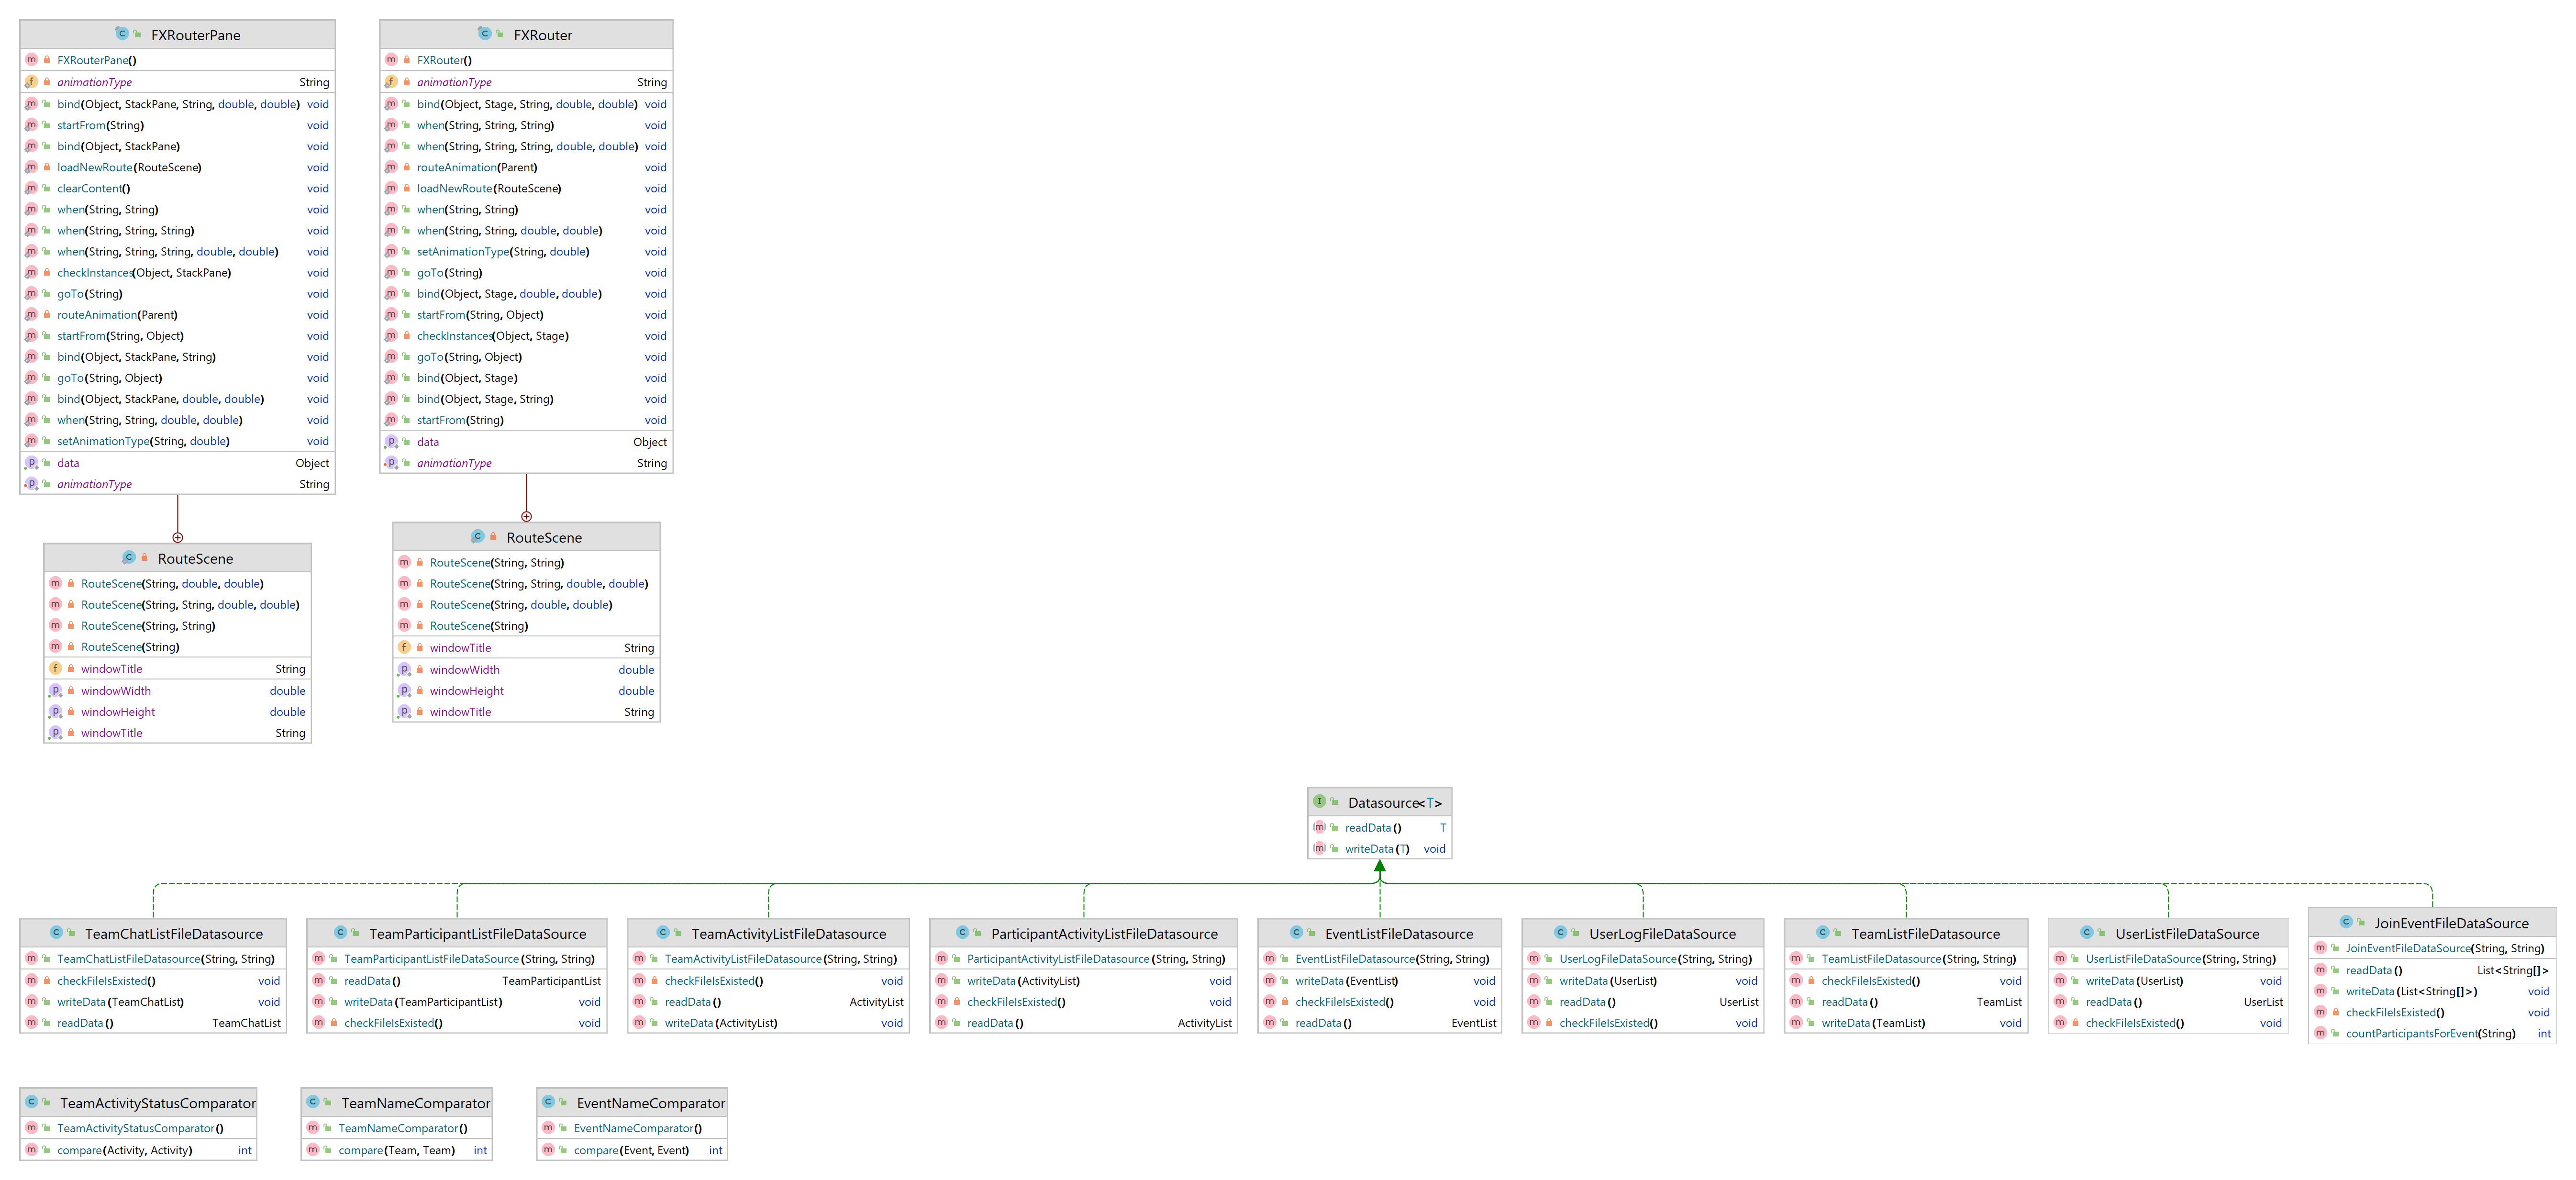 FXRouterPane
FXRouterPane()
animationType String
bind(Object, StackPane, String, double, double) void
startFrom(String) void
bind(Object, StackPane) void
loadNewRoute(RouteScene) void
clearContent() void
when(String, String) void
when(String, String, String) void
when(String, String, String, double, double) void
checkInstances(Object, StackPane) void
goTo(String) void
routeAnimation(Parent) void
startFrom(String, Object) void
bind(Object, StackPane, String) void
goTo(String, Object) void
bind(Object, StackPane, double, double) void
when(String, String, double, double) void
setAnimationType(String, double) void
data Object
animationType String
FXRouter
FXRouter()
animationType String
bind(Object, Stage, String, double, double) void
when(String, String, String) void
when(String, String, String, double, double) void
routeAnimation(Parent) void
loadNewRoute(RouteScene) void
when(String, String) void
when(String, String, double, double) void
setAnimationType(String, double) void
goTo(String) void
bind(Object, Stage, double, double) void
startFrom(String, Object) void
checkInstances(Object, Stage) void
goTo(String, Object) void
bind(Object, Stage) void
bind(Object, Stage, String) void
startFrom(String) void
data Object
animationType String
RouteScene
RouteScene(String, double, double)
RouteScene(String, String, double, double)
RouteScene(String, String)
RouteScene(String)
windowTitle String
windowWidth double
windowHeight double
windowTitle String
RouteScene
RouteScene(String, String)
RouteScene(String, String, double, double)
RouteScene(String, double, double)
RouteScene(String)
windowTitle String
windowWidth double
windowHeight double
windowTitle String
Datasource<T>
readData() T
writeData(T) void
TeamChatListFileDatasource
TeamChatListFileDatasource(String, String)
checkFileIsExisted() void
writeData(TeamChatList) void
readData() TeamChatList
TeamParticipantListFileDataSource
TeamParticipantListFileDataSource(String, String)
readData() TeamParticipantList
writeData(TeamParticipantList) void
checkFileIsExisted() void
TeamActivityListFileDatasource
TeamActivityListFileDatasource(String, String)
checkFileIsExisted() void
readData() ActivityList
writeData(ActivityList) void
ParticipantActivityListFileDatasource
ParticipantActivityListFileDatasource(String, String)
writeData(ActivityList) void
checkFileIsExisted() void
readData() ActivityList
EventListFileDatasource
EventListFileDatasource(String, String)
writeData(EventList) void
checkFileIsExisted() void
readData() EventList
UserLogFileDataSource
UserLogFileDataSource(String, String)
writeData(UserList) void
readData() UserList
checkFileIsExisted() void
TeamListFileDatasource
TeamListFileDatasource(String, String)
checkFileIsExisted() void
readData() TeamList
writeData(TeamList) void
UserListFileDataSource
UserListFileDataSource(String, String)
writeData(UserList) void
readData() UserList
checkFileIsExisted() void
JoinEventFileDataSource
JoinEventFileDataSource(String, String)
readData() List<String[]>
writeData(List<String[]>) void
checkFileIsExisted() void
countParticipantsForEvent(String) int
TeamActivityStatusComparator
TeamActivityStatusComparator()
compare(Activity, Activity) int
TeamNameComparator
TeamNameComparator()
compare(Team, Team) int
EventNameComparator
EventNameComparator()
compare(Event, Event) int